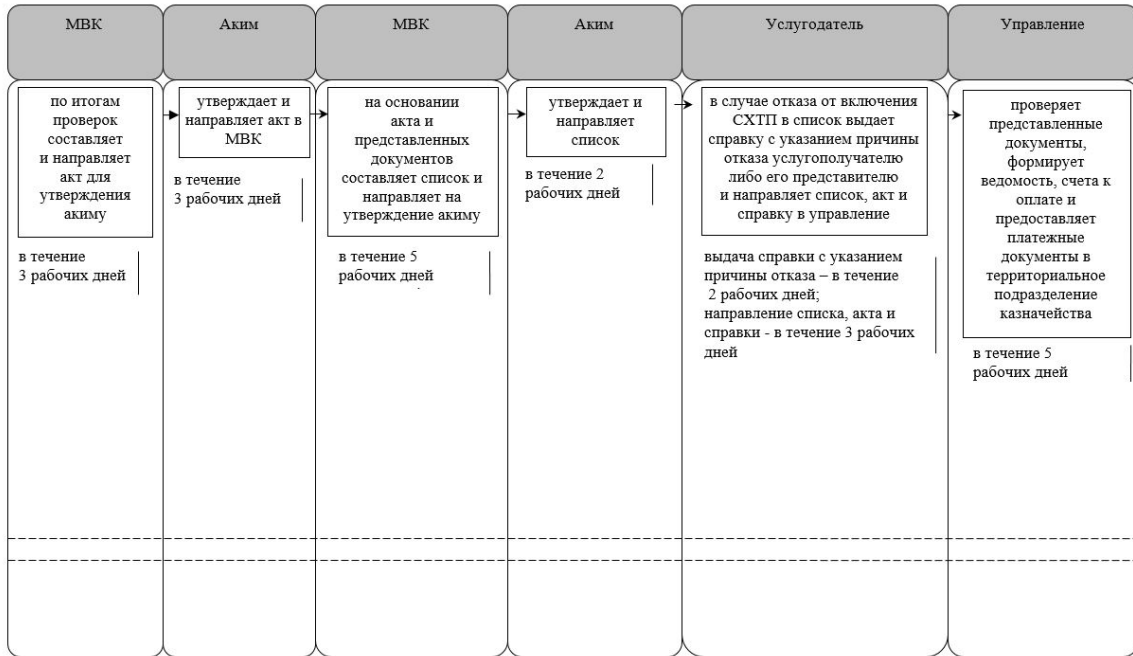 МВК
Аким
МВК
Аким
Услугодатель
Управление
по итогам
проверок
составляет
и направляет
акт для
утверждения
акиму
в течение
3 рабочих дней
утверждает и
направляет акт в
МВК
в течение
3 рабочих дней
на основании
акта и
представленных
документов
составляет список и
направляет на
утверждение акиму
в течение 5
рабочих дней
утверждает и
направляет
список
в течение 2
рабочих дней
в случае отказа от включения
СХТП в список выдает
справку с указанием причины
отказа услугополучателю
либо его представителю
и направляет список, акт и
справку в управление
выдача справки с указанием
причины отказа – в течение
2 рабочих дней;
направление списка, акта и
справки - в течение 3 рабочих
дней
проверяет
представленные
документы,
формирует
ведомость, счета к
оплате и
предоставляет
платежные
документы в
территориальное
подразделение
казначейства
в течение 5
рабочих дней